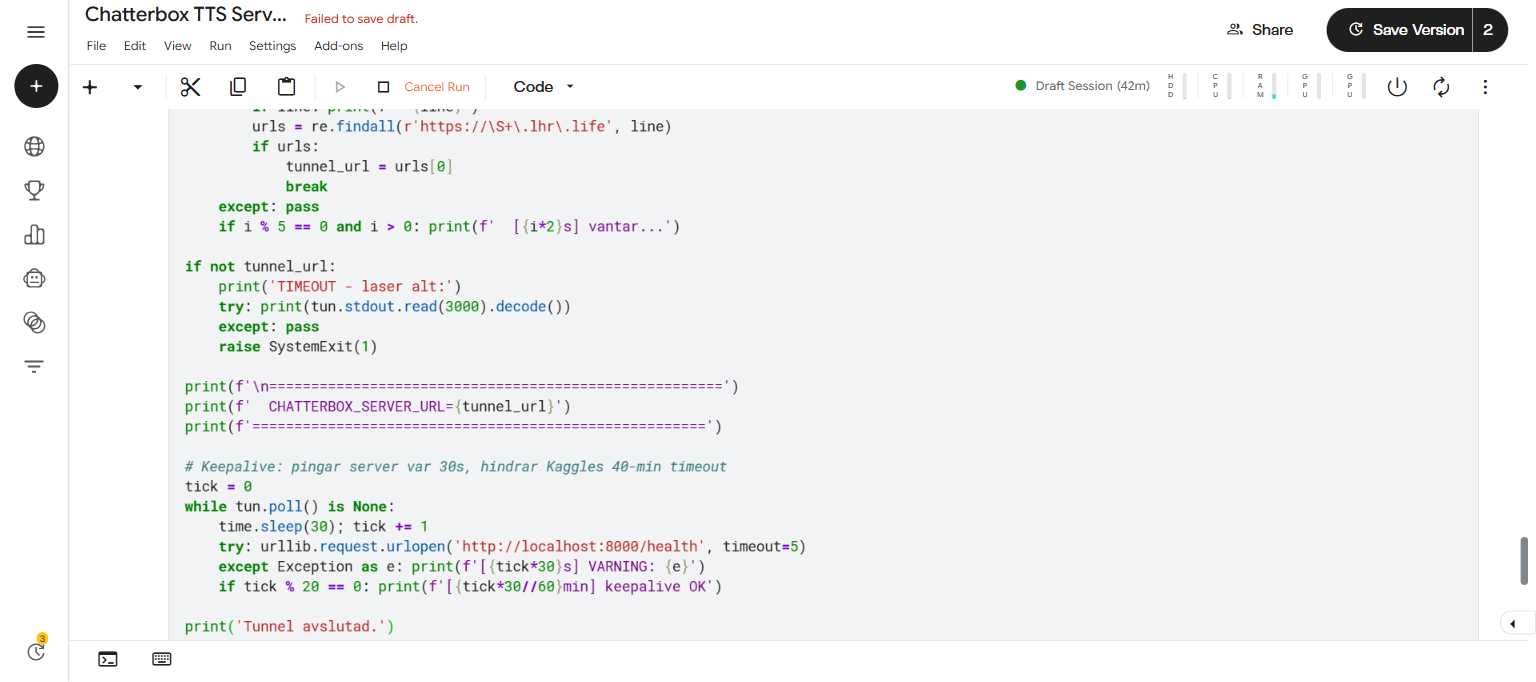 Chatterbox TTS Serv...
Failed to save draft.
File Edit View Run Settings Add-ons Help
Share
Save Version 2
Cancel Run
Code
Draft Session (42m)
HDD
CPU
RAM
GPU
GPU
urls = re.findall(r'https://\S+\.lhr\.life', line)
if urls:
tunnel_url = urls[0]
break
except: pass
if i % 5 == 0 and i > 0: print(f'  [{i*2}s] vantar...')
if not tunnel_url:
print('TIMEOUT - laser alt:')
try: print(tun.stdout.read(3000).decode())
except: pass
raise SystemExit(1)
print(f'\n======================================================')
print(f'  CHATTERBOX_SERVER_URL={tunnel_url}')
print(f'======================================================')
# Keepalive: pingar server var 30s, hindrar Kaggles 40-min timeout
tick = 0
while tun.poll() is None:
time.sleep(30); tick += 1
try: urllib.request.urlopen('http://localhost:8000/health', timeout=5)
except Exception as e: print(f'[{tick*30}s] VARNING: {e}')
if tick % 20 == 0: print(f'[{tick*30//60}min] keepalive OK')
print('Tunnel avslutad.')
3